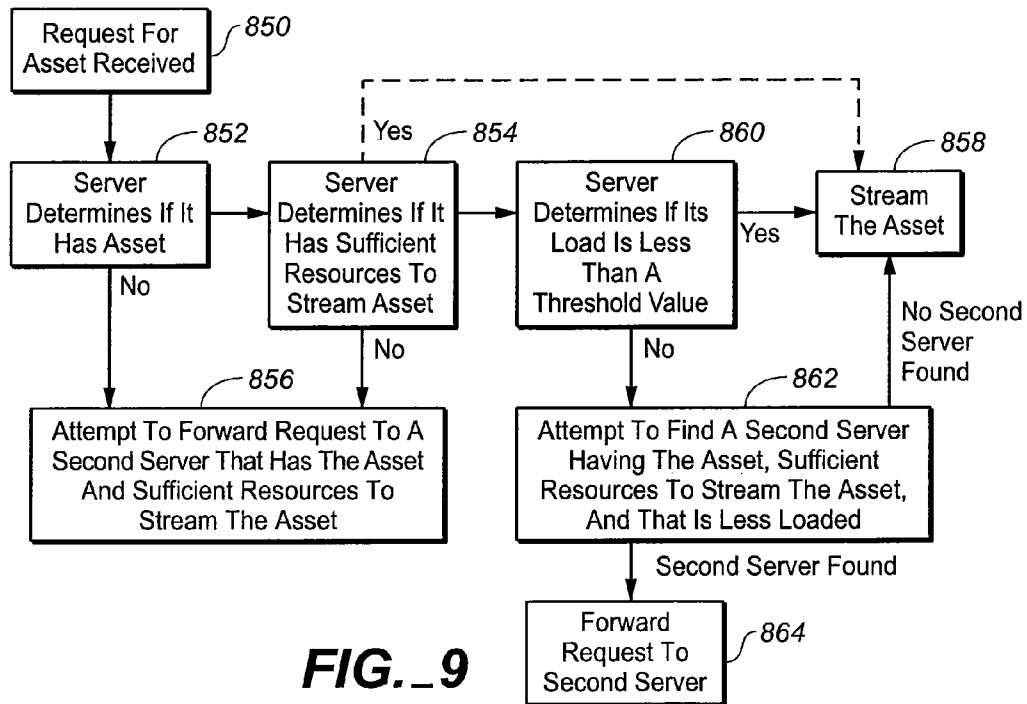 Request For
Asset Received
850
852
Server
Determines If It
Has Asset
No
Yes
854
Server
Determines If It
Has Sufficient
Resources To
Stream Asset
No
860
Server
Determines If Its
Load Is Less
Than A
Threshold Value
Yes
No
858
Stream
The Asset
No Second
Server
Found
856
Attempt To Forward Request To A
Second Server That Has The Asset
And Sufficient Resources To
Stream The Asset
862
Attempt To Find A Second Server
Having The Asset, Sufficient
Resources To Stream The Asset,
And That Is Less Loaded
Second Server Found
Forward
Request To
Second Server
864
FIG._9